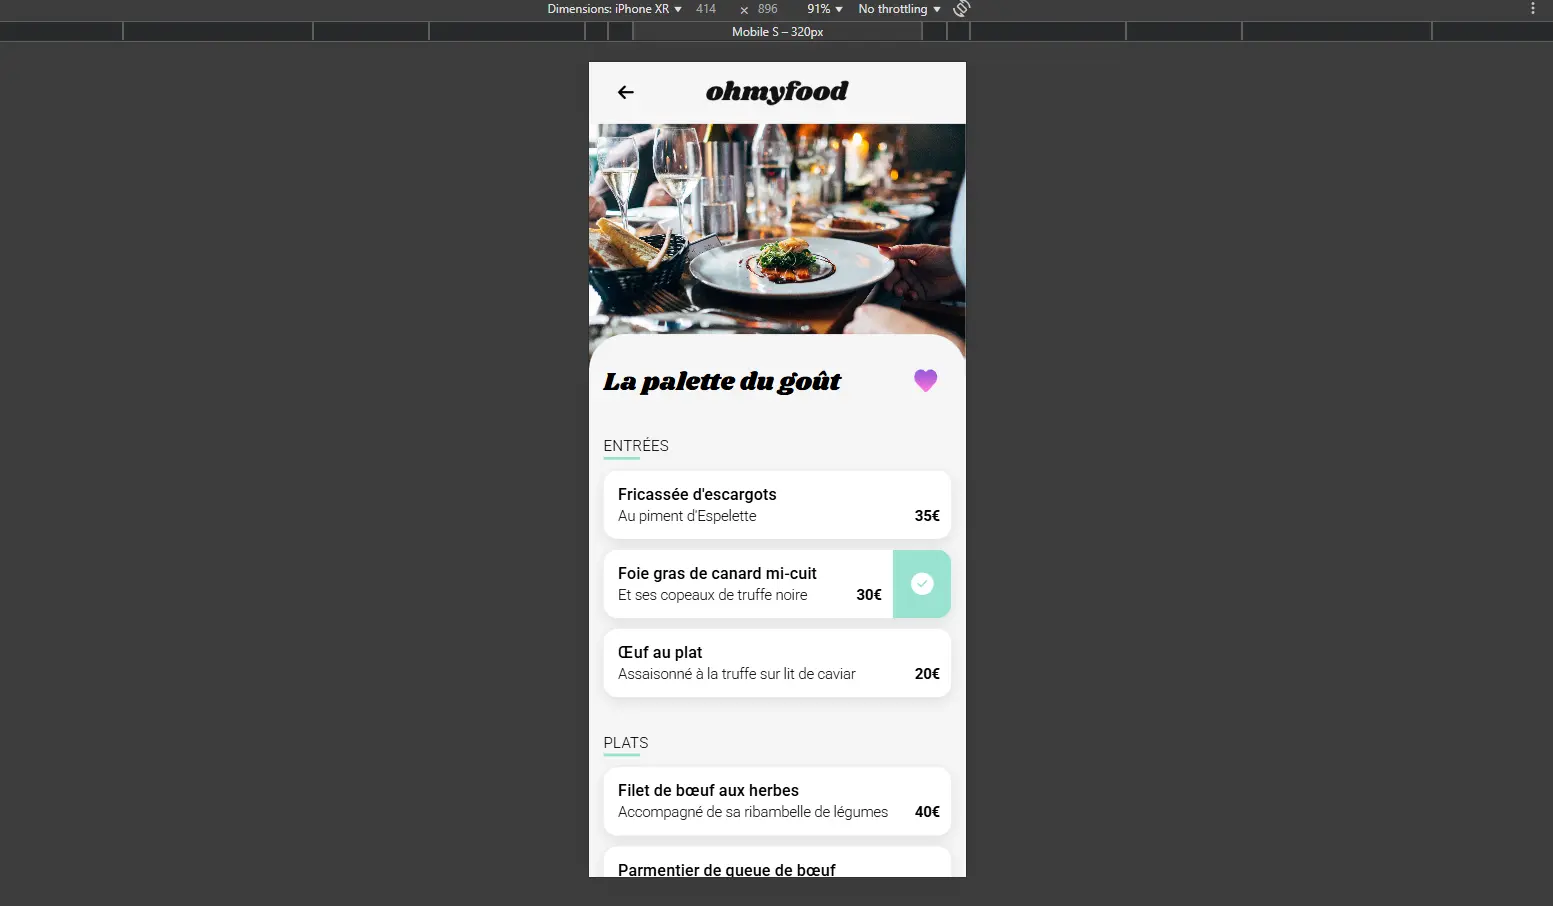 Dimensions: iPhone XR 414 × 896 91% No throttling
Mobile S – 320px
ohmyfood
La palette du goût
ENTRÉES
Fricassée d'escargots
Au piment d'Espelette 35€
Foie gras de canard mi-cuit
Et ses copeaux de truffe noire 30€
Œuf au plat
Assaisonné à la truffe sur lit de caviar 20€
PLATS
Filet de bœuf aux herbes
Accompagné de sa ribambelle de légumes 40€
Parmentier de queue de bœuf